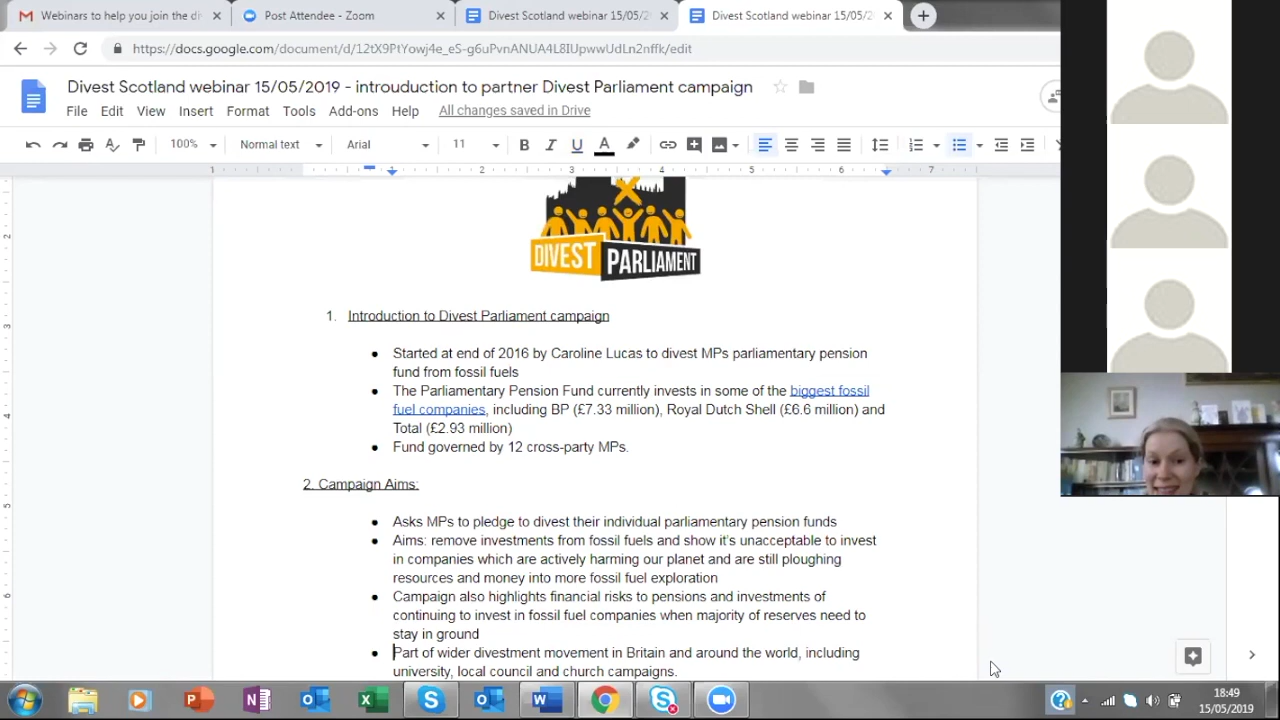 Webinars to help you join the di
Post Attendee - Zoom
Divest Scotland webinar 15/05/2
Divest Scotland webinar 15/05/2
https://docs.google.com/document/d/12tX9PtYowj4e_eS-g6uPvnANUA4L8IUpwwUdLn2nffk/edit
Divest Scotland webinar 15/05/2019 - introduction to partner Divest Parliament campaign
File Edit View Insert Format Tools Addons Help All changes saved in Drive
100% Normal text Arial 11
1 1 2 3 4 5 6 7
DIVEST PARLIAMENT
1. Introduction to Divest Parliament campaign
● Started at end of 2016 by Caroline Lucas to divest MPs parliamentary pension
fund from fossil fuels
● The Parliamentary Pension Fund currently invests in some of the biggest fossil
fuel companies, including BP (£7.33 million), Royal Dutch Shell (£6.6 million) and
Total (£2.93 million)
● Fund governed by 12 cross-party MPs.
2. Campaign Aims:
● Asks MPs to pledge to divest their individual parliamentary pension funds
● Aims: remove investments from fossil fuels and show it's unacceptable to invest
in companies which are actively harming our planet and are still ploughing
resources and money into more fossil fuel exploration
● Campaign also highlights financial risks to pensions and investments of
continuing to invest in fossil fuel companies when majority of reserves need to
stay in ground
● Part of wider divestment movement in Britain and around the world, including
university, local council and church campaigns.
18:49
15/05/2019